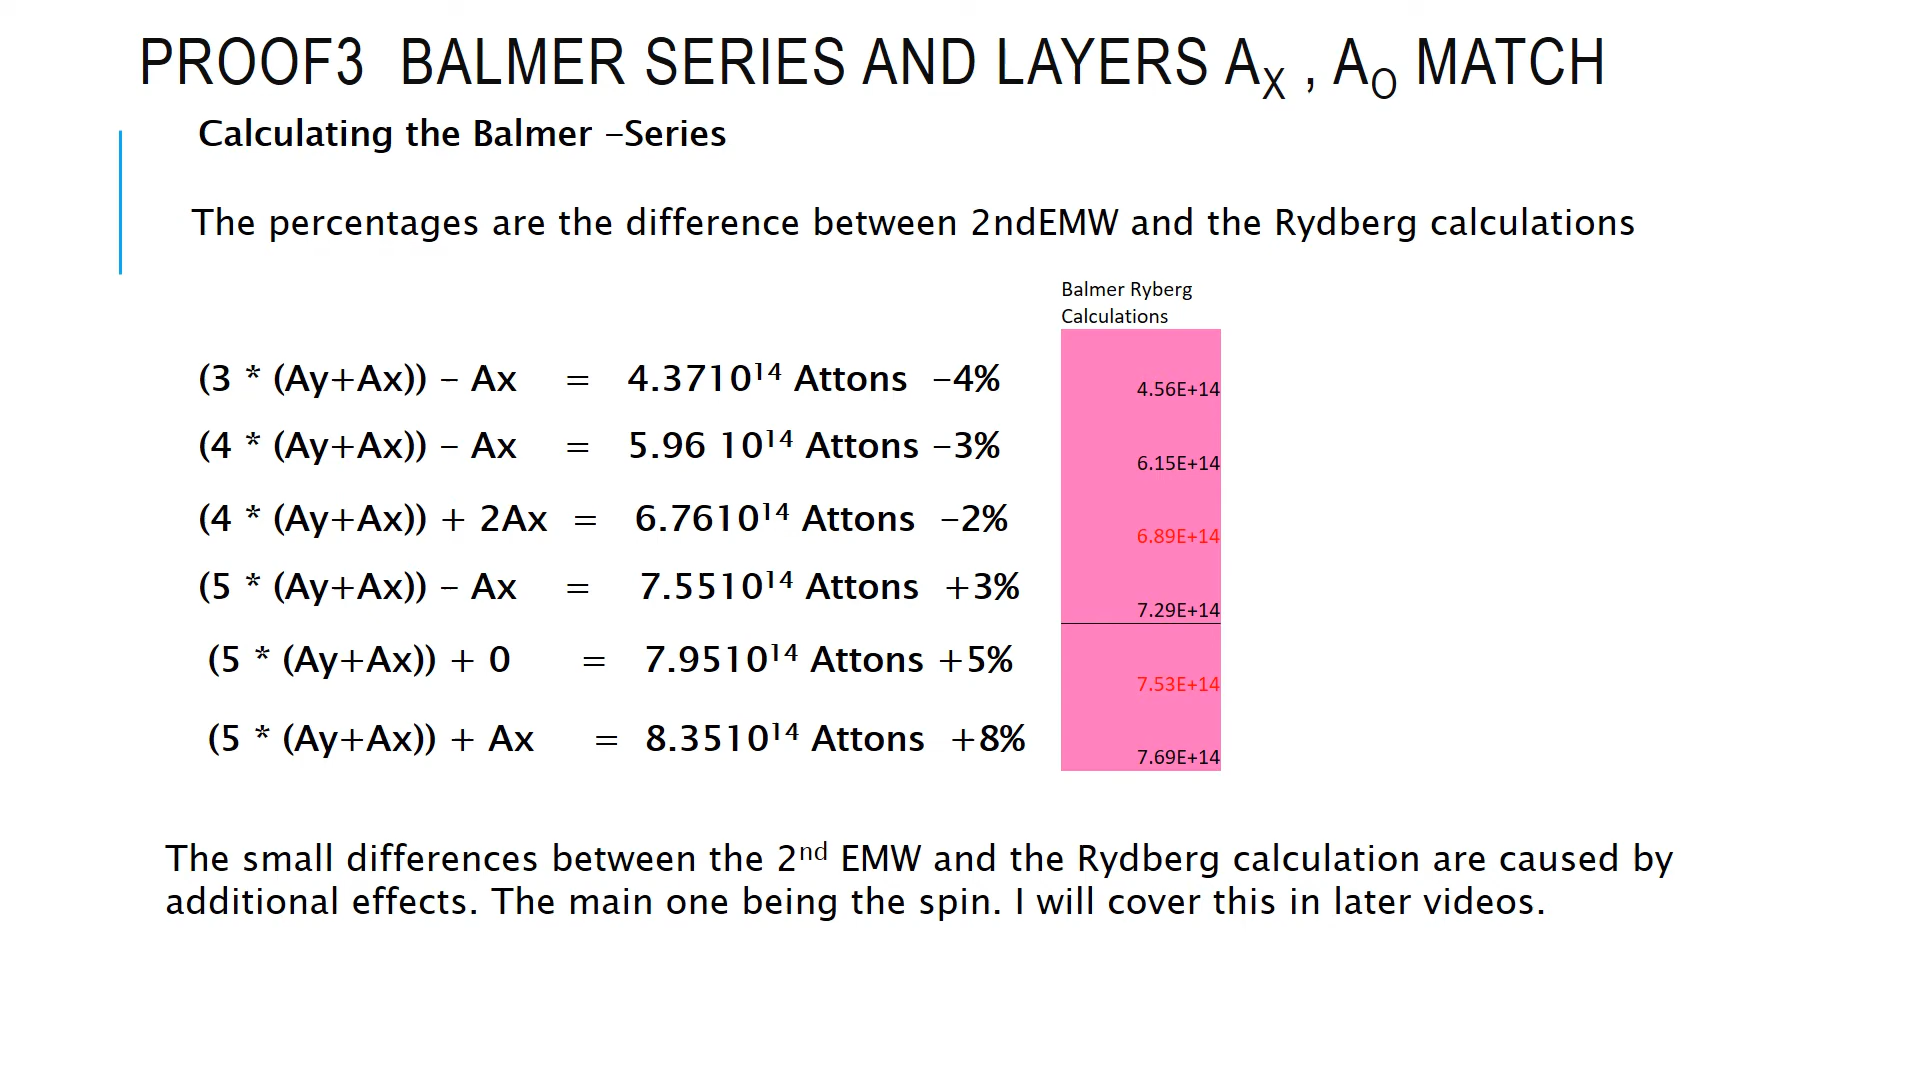 PROOF3 BALMER SERIES AND LAYERS AX , AO MATCH
Calculating the Balmer –Series
The percentages are the difference between 2ndEMW and the Rydberg calculations
Balmer Ryberg
Calculations
(3 * (Ay+Ax)) – Ax = 4.3710¹⁴ Attons –4%
4.56E+14
(4 * (Ay+Ax)) – Ax = 5.96 10¹⁴ Attons –3%
6.15E+14
(4 * (Ay+Ax)) + 2Ax = 6.7610¹⁴ Attons –2%
6.89E+14
(5 * (Ay+Ax)) – Ax = 7.5510¹⁴ Attons +3%
7.29E+14
(5 * (Ay+Ax)) + 0 = 7.9510¹⁴ Attons +5%
7.53E+14
(5 * (Ay+Ax)) + Ax = 8.3510¹⁴ Attons +8%
7.69E+14
The small differences between the 2ⁿᵈ EMW and the Rydberg calculation are caused by
additional effects. The main one being the spin. I will cover this in later videos.